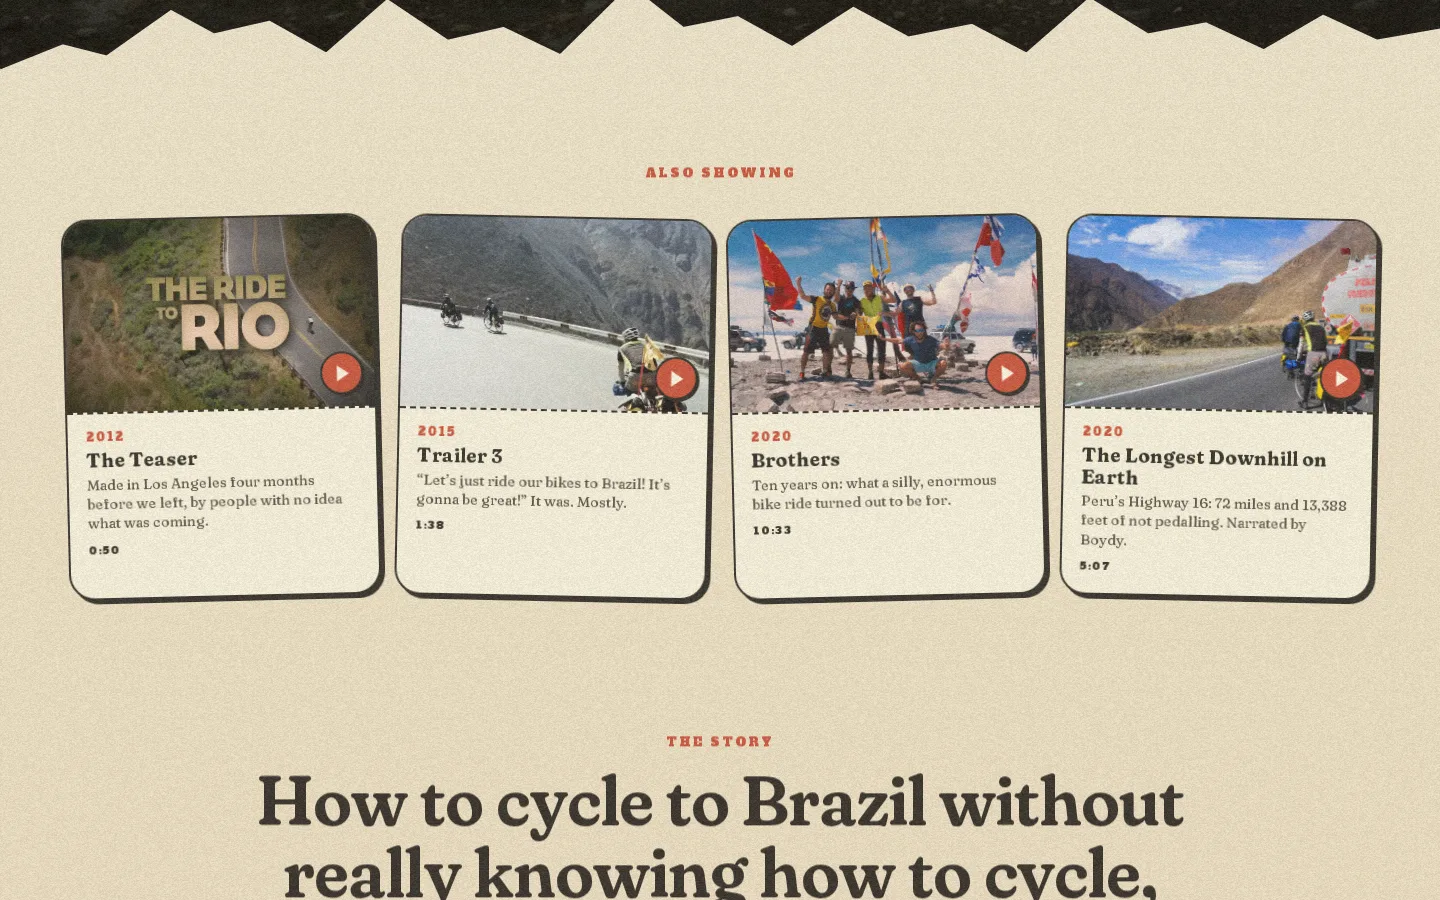 ALSO SHOWING
THE RIDE
TO RIO
2012
The Teaser
Made in Los Angeles four months
before we left, by people with no idea
what was coming.
0:50
2015
Trailer 3
“Let’s just ride our bikes to Brazil! It’s
gonna be great!” It was. Mostly.
1:38
2020
Brothers
Ten years on: what a silly, enormous
bike ride turned out to be for.
10:33
2020
The Longest Downhill on
Earth
Peru’s Highway 16: 72 miles and 13,388
feet of not pedalling. Narrated by
Boydy.
5:07
THE STORY
How to cycle to Brazil without
really knowing how to cycle,